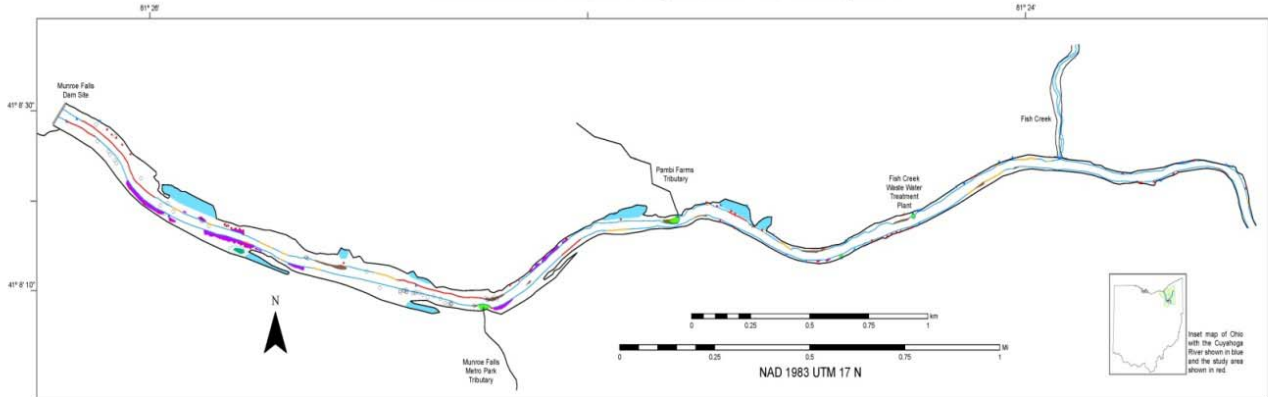 81° 26'
81° 24'
Munroe Falls
Dam Site
41° 8' 30"
Fish Creek
Pambi Farms
Tributary
Fish Creek
Waste Water
Treatment
Plant
41° 8' 10"
N
km
0
0.25
0.5
0.75
1
Mi
0
0.25
0.5
0.75
1
NAD 1983 UTM 17 N
Munroe Falls
Metro Park
Tributary
Inset map of Ohio
with the Cuyahoga
River shown in blue
and the study area
shown in red.